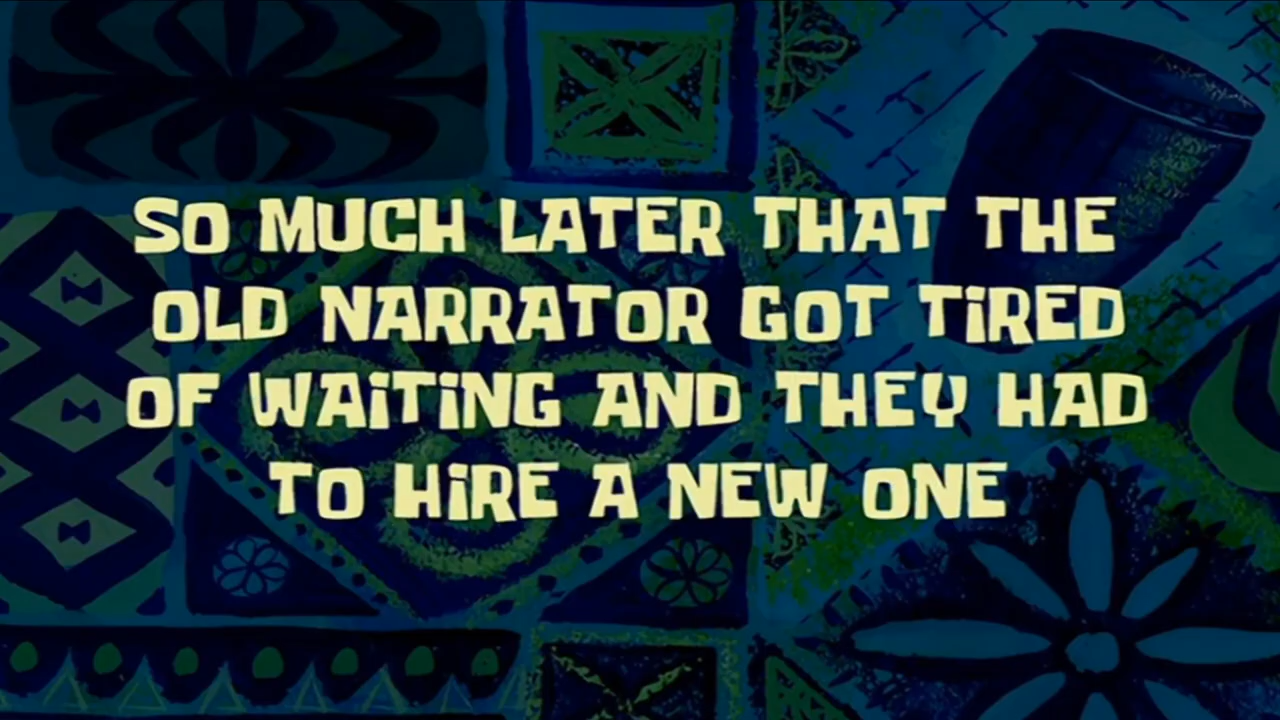 SO MUCH LATER THAT THE
OLD NARRATOR GOT TiRED
OF WAiTiNG AND THEY HAD
TO HiRE A NEW ONE